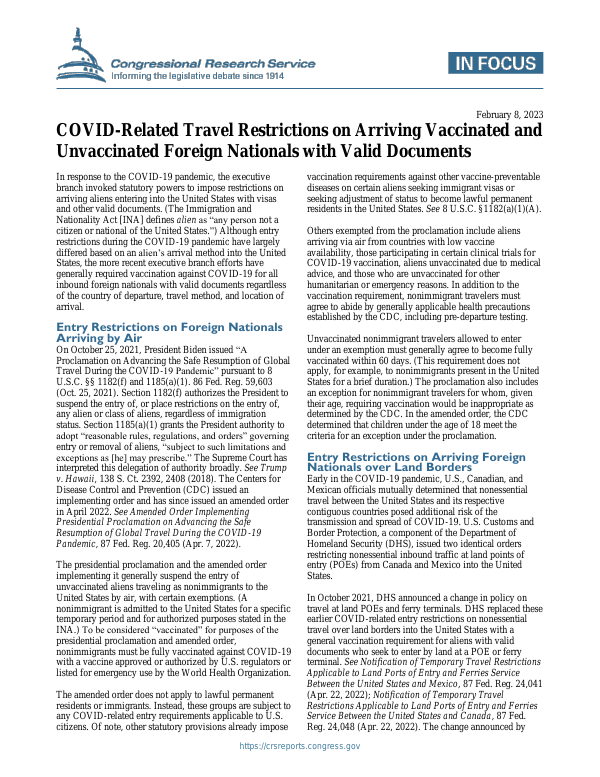 Congressional Research Service
Informing the legislative debate since 1914
IN FOCUS
February 8, 2023
COVID-Related Travel Restrictions on Arriving Vaccinated and
Unvaccinated Foreign Nationals with Valid Documents
In response to the COVID-19 pandemic, the executive
branch invoked statutory powers to impose restrictions on
arriving aliens entering into the United States with visas
and other valid documents. (The Immigration and
Nationality Act [INA] defines alien as “any person not a
citizen or national of the United States.”) Although entry
restrictions during the COVID-19 pandemic have largely
differed based on an alien’s arrival method into the United
States, the more recent executive branch efforts have
generally required vaccination against COVID-19 for all
inbound foreign nationals with valid documents regardless
of the country of departure, travel method, and location of
arrival.
Entry Restrictions on Foreign Nationals
Arriving by Air
On October 25, 2021, President Biden issued “A
Proclamation on Advancing the Safe Resumption of Global
Travel During the COVID-19 Pandemic” pursuant to 8
U.S.C. §§ 1182(f) and 1185(a)(1). 86 Fed. Reg. 59,603
(Oct. 25, 2021). Section 1182(f) authorizes the President to
suspend the entry of, or place restrictions on the entry of,
any alien or class of aliens, regardless of immigration
status. Section 1185(a)(1) grants the President authority to
adopt “reasonable rules, regulations, and orders” governing
entry or removal of aliens, “subject to such limitations and
exceptions as [he] may prescribe.” The Supreme Court has
interpreted this delegation of authority broadly. See Trump
v. Hawaii, 138 S. Ct. 2392, 2408 (2018). The Centers for
Disease Control and Prevention (CDC) issued an
implementing order and has since issued an amended order
in April 2022. See Amended Order Implementing
Presidential Proclamation on Advancing the Safe
Resumption of Global Travel During the COVID-19
Pandemic, 87 Fed. Reg. 20,405 (Apr. 7, 2022).
The presidential proclamation and the amended order
implementing it generally suspend the entry of
unvaccinated aliens traveling as nonimmigrants to the
United States by air, with certain exemptions. (A
nonimmigrant is admitted to the United States for a specific
temporary period and for authorized purposes stated in the
INA.) To be considered “vaccinated” for purposes of the
presidential proclamation and amended order,
nonimmigrants must be fully vaccinated against COVID-19
with a vaccine approved or authorized by U.S. regulators or
listed for emergency use by the World Health Organization.
The amended order does not apply to lawful permanent
residents or immigrants. Instead, these groups are subject to
any COVID-related entry requirements applicable to U.S.
citizens. Of note, other statutory provisions already impose
vaccination requirements against other vaccine-preventable
diseases on certain aliens seeking immigrant visas or
seeking adjustment of status to become lawful permanent
residents in the United States. See 8 U.S.C. §1182(a)(1)(A).
Others exempted from the proclamation include aliens
arriving via air from countries with low vaccine
availability, those participating in certain clinical trials for
COVID-19 vaccination, aliens unvaccinated due to medical
advice, and those who are unvaccinated for other
humanitarian or emergency reasons. In addition to the
vaccination requirement, nonimmigrant travelers must
agree to abide by generally applicable health precautions
established by the CDC, including pre-departure testing.
Unvaccinated nonimmigrant travelers allowed to enter
under an exemption must generally agree to become fully
vaccinated within 60 days. (This requirement does not
apply, for example, to nonimmigrants present in the United
States for a brief duration.) The proclamation also includes
an exception for nonimmigrant travelers for whom, given
their age, requiring vaccination would be inappropriate as
determined by the CDC. In the amended order, the CDC
determined that children under the age of 18 meet the
criteria for an exception under the proclamation.
Entry Restrictions on Arriving Foreign
Nationals over Land Borders
Early in the COVID-19 pandemic, U.S., Canadian, and
Mexican officials mutually determined that nonessential
travel between the United States and its respective
contiguous countries posed additional risk of the
transmission and spread of COVID-19. U.S. Customs and
Border Protection, a component of the Department of
Homeland Security (DHS), issued two identical orders
restricting nonessential inbound traffic at land points of
entry (POEs) from Canada and Mexico into the United
States.
In October 2021, DHS announced a change in policy on
travel at land POEs and ferry terminals. DHS replaced these
earlier COVID-related entry restrictions on nonessential
travel over land borders into the United States with a
general vaccination requirement for aliens with valid
documents who seek to enter by land at a POE or ferry
terminal. See Notification of Temporary Travel Restrictions
Applicable to Land Ports of Entry and Ferries Service
Between the United States and Mexico, 87 Fed. Reg. 24,041
(Apr. 22, 2022); Notification of Temporary Travel
Restrictions Applicable to Land Ports of Entry and Ferries
Service Between the United States and Canada, 87 Fed.
Reg. 24,048 (Apr. 22, 2022). The change announced by
https://crsreports.congress.gov